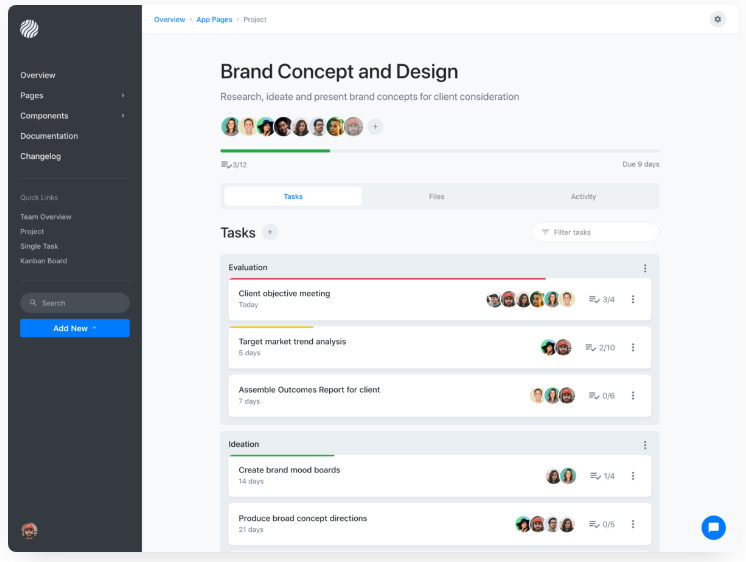 Overview › App Pages › Project
Overview
Pages
Components
Documentation
Changelog
Quick Links
Team Overview
Project
Single Task
Kanban Board
Search
Add New
Brand Concept and Design
Research, ideate and present brand concepts for client consideration
+
3/12
Due 9 days
Tasks
Files
Activity
Tasks +
Filter tasks
Evaluation
Client objective meeting
Today
3/4
Target market trend analysis
5 days
2/10
Assemble Outcomes Report for client
7 days
0/6
Ideation
Create brand mood boards
14 days
1/4
Produce broad concept directions
21 days
0/5